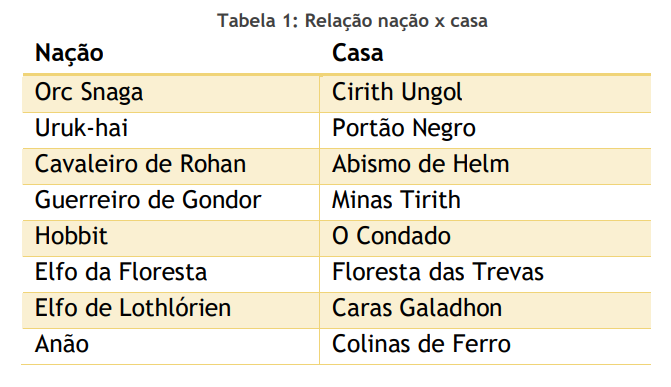 Tabela 1: Relação nação x casa
Nação Casa
Orc Snaga Cirith Ungol
Uruk-hai Portão Negro
Cavaleiro de Rohan Abismo de Helm
Guerreiro de Gondor Minas Tirith
Hobbit O Condado
Elfo da Floresta Floresta das Trevas
Elfo de Lothlórien Caras Galadhon
Anão Colinas de Ferro